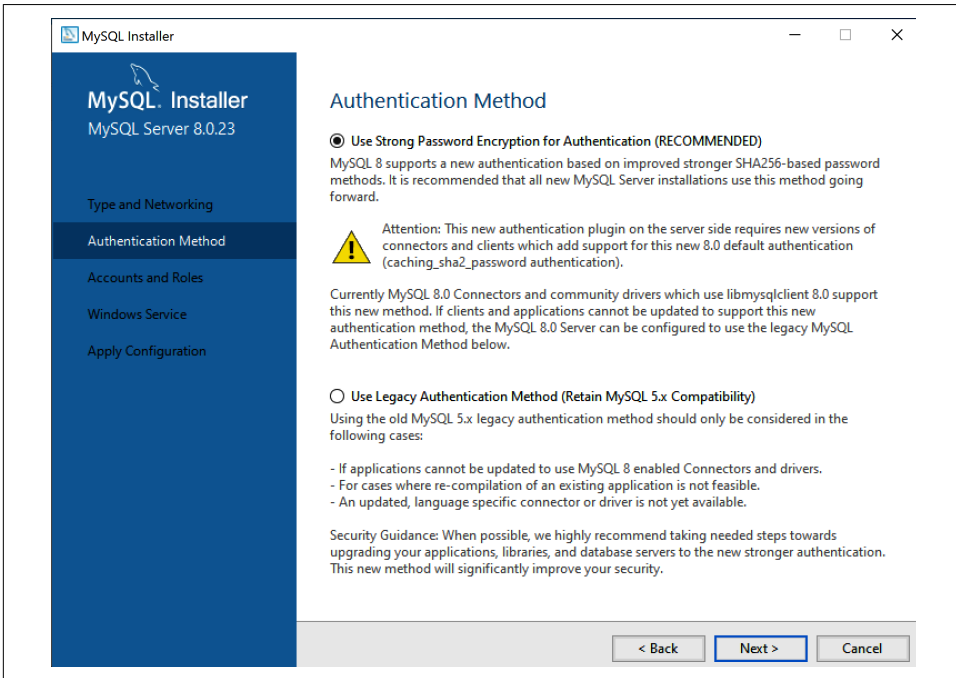 MySQL Installer
MySQL. Installer
MySQL Server 8.0.23
Type and Networking
Authentication Method
Accounts and Roles
Windows Service
Apply Configuration
Authentication Method
Use Strong Password Encryption for Authentication (RECOMMENDED)
MySQL 8 supports a new authentication based on improved stronger SHA256-based password
methods. It is recommended that all new MySQL Server installations use this method going
forward.
Attention: This new authentication plugin on the server side requires new versions of
connectors and clients which add support for this new 8.0 default authentication
(caching_sha2_password authentication).
Currently MySQL 8.0 Connectors and community drivers which use libmysqlclient 8.0 support
this new method. If clients and applications cannot be updated to support this new
authentication method, the MySQL 8.0 Server can be configured to use the legacy MySQL
Authentication Method below.
Use Legacy Authentication Method (Retain MySQL 5.x Compatibility)
Using the old MySQL 5.x legacy authentication method should only be considered in the
following cases:
- If applications cannot be updated to use MySQL 8 enabled Connectors and drivers.
- For cases where re-compilation of an existing application is not feasible.
- An updated, language specific connector or driver is not yet available.
Security Guidance: When possible, we highly recommend taking needed steps towards
upgrading your applications, libraries, and database servers to the new stronger authentication.
This new method will significantly improve your security.
< Back
Next >
Cancel